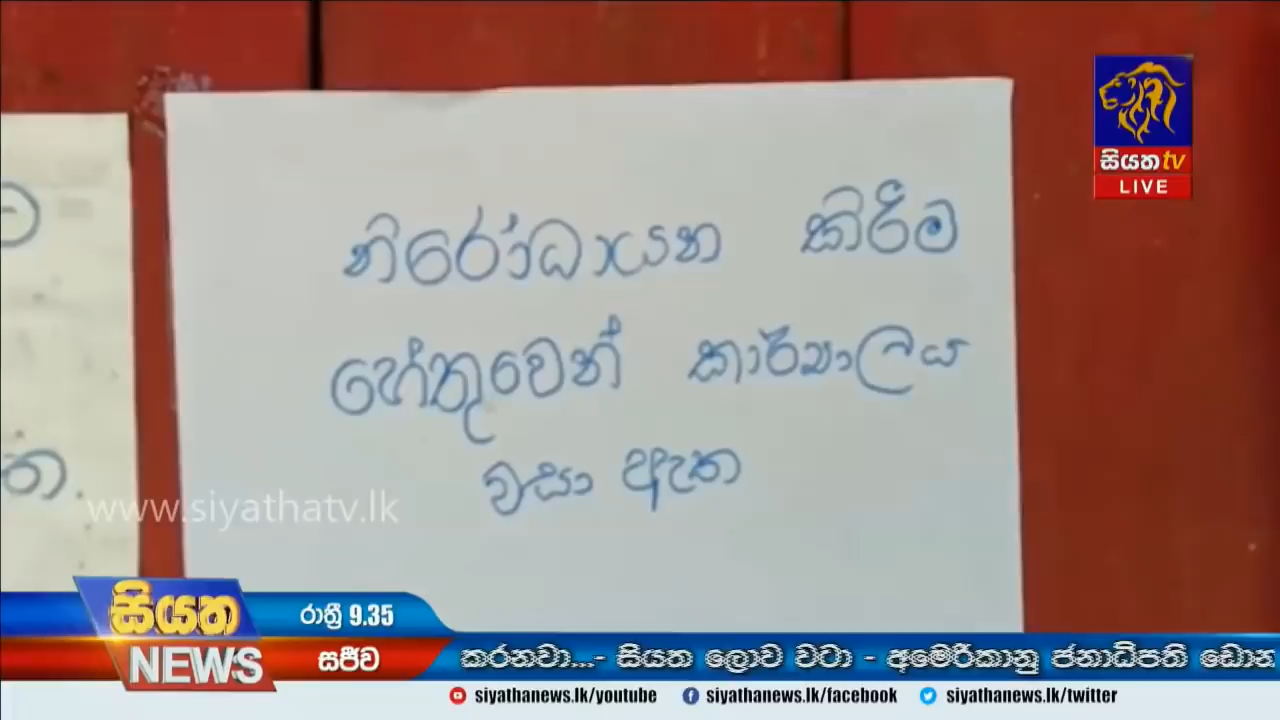 සියත tv
LIVE
නිරෝධායන කිරීම
හේතුවෙන් කාර්යාලය
වසා ඇත
ත.
www.siyathatv.lk
සියත
NEWS
රාත්‍රී 9.35
සජීව
කරනවා...- සියත ලොව වටා - අමෙරිකානු ජනාධිපති ඩොන
siyathanews.lk/youtube
siyathanews.lk/facebook
siyathanews.lk/twitter